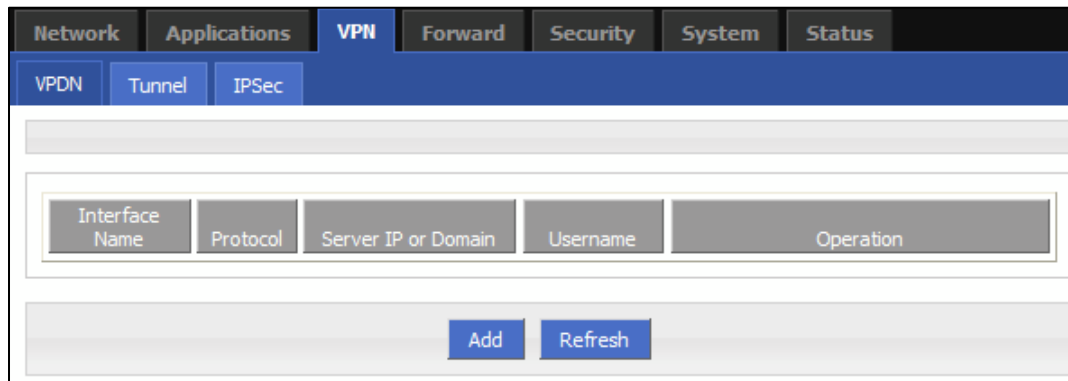 Network Applications VPN Forward Security System Status
VPDN Tunnel IPSec
Interface
Name Protocol Server IP or Domain Username Operation
Add Refresh